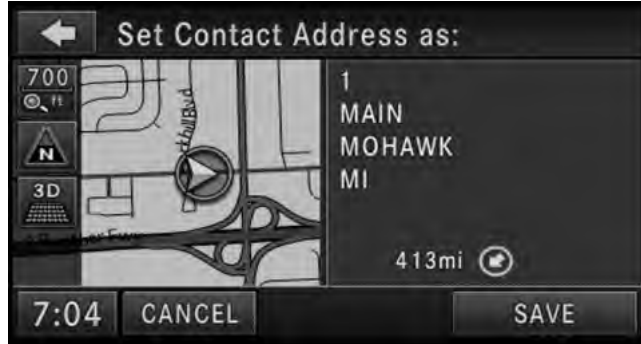 Set Contact Address as:
700
ft
N
3D
1
MAIN
MOHAWK
MI
413mi
7:04
CANCEL
SAVE